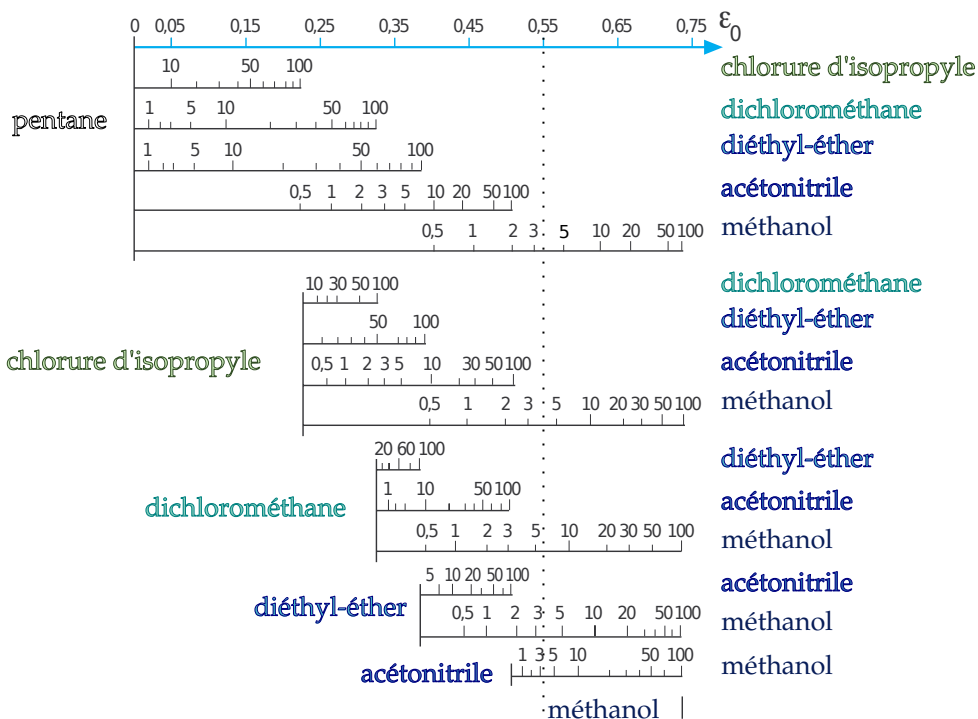 0 0,05 0,15 0,25 0,35 0,45 0,55 0,65 0,75 ε0
10 50 100 chlorure d'isopropyle
pentane
1 5 10 50 100 dichlorométhane
1 5 10 50 100 diéthyl-éther
0,5 1 2 3 5 10 20 50 100 acétonitrile
0,5 1 2 3 5 10 20 50 100 méthanol
chlorure d'isopropyle
10 30 50 100 dichlorométhane
50 100 diéthyl-éther
0,5 1 2 3 5 10 30 50 100 acétonitrile
0,5 1 2 3 5 10 20 30 50 100 méthanol
dichlorométhane
20 60 100 diéthyl-éther
1 10 50 100 acétonitrile
0,5 1 2 3 5 10 20 30 50 100 méthanol
diéthyl-éther
5 10 20 50 100 acétonitrile
0,5 1 2 3 5 10 20 50 100 méthanol
acétonitrile
1 3 5 10 50 100 méthanol
méthanol